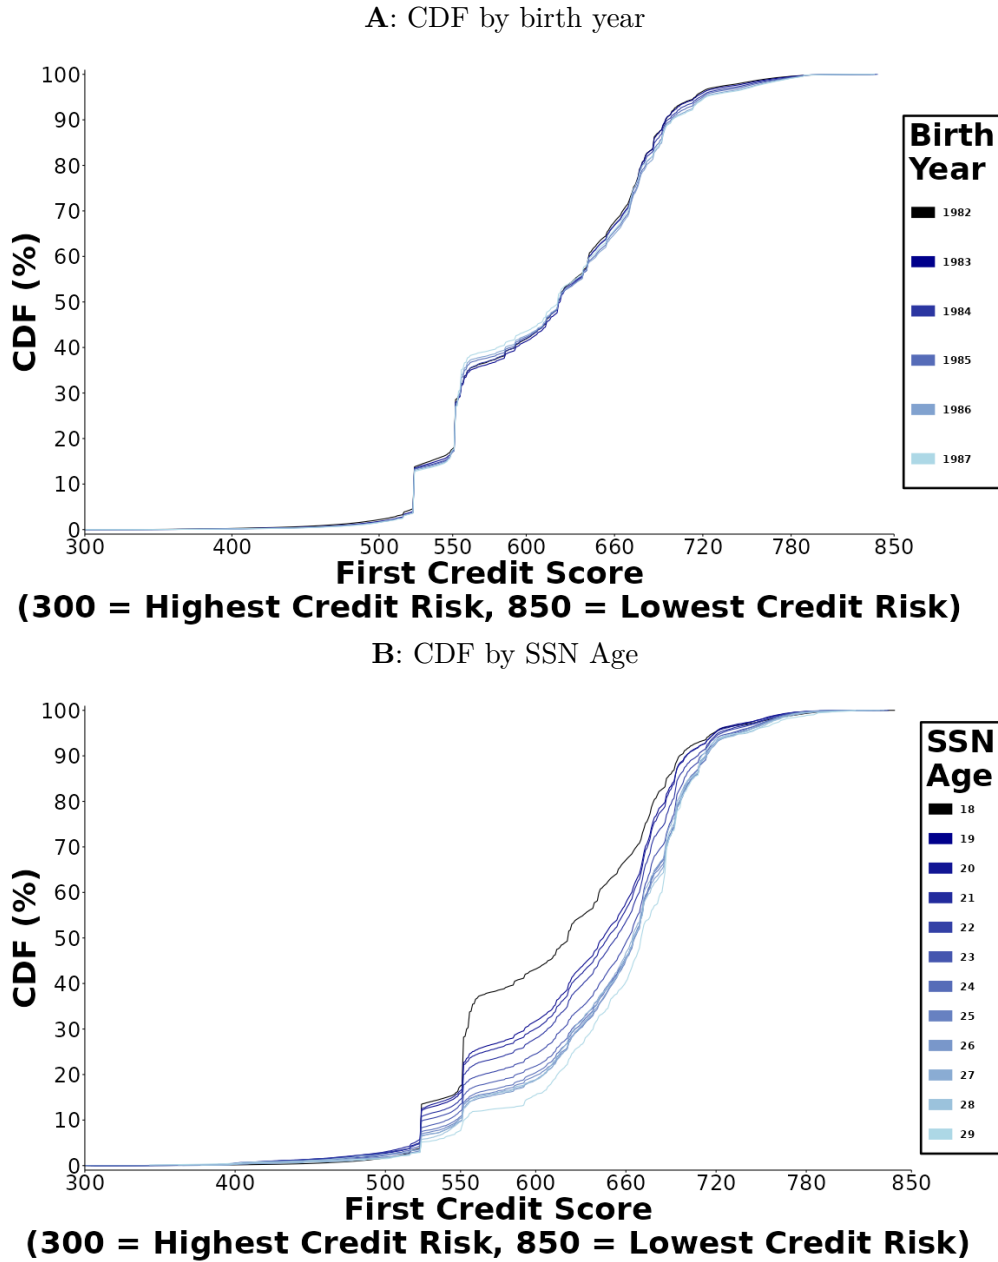 A: CDF by birth year
100
90
80
70
60
50
40
30
20
10
0
CDF (%)
300 400 500 550 600 660 720 780 850
First Credit Score
(300 = Highest Credit Risk, 850 = Lowest Credit Risk)
Birth
Year
1982
1983
1984
1985
1986
1987
B: CDF by SSN Age
100
90
80
70
60
50
40
30
20
10
0
CDF (%)
300 400 500 550 600 660 720 780 850
First Credit Score
(300 = Highest Credit Risk, 850 = Lowest Credit Risk)
SSN
Age
18
19
20
21
22
23
24
25
26
27
28
29